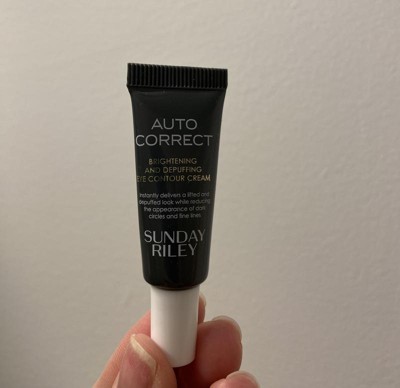 AUTO
CORRECT
BRIGHTENING
AND DEPUFFING
EYE CONTOUR CREAM
Instantly delivers a lifted and
depuffed look while reducing
the appearance of dark
circles and fine lines
SUNDAY
RILEY